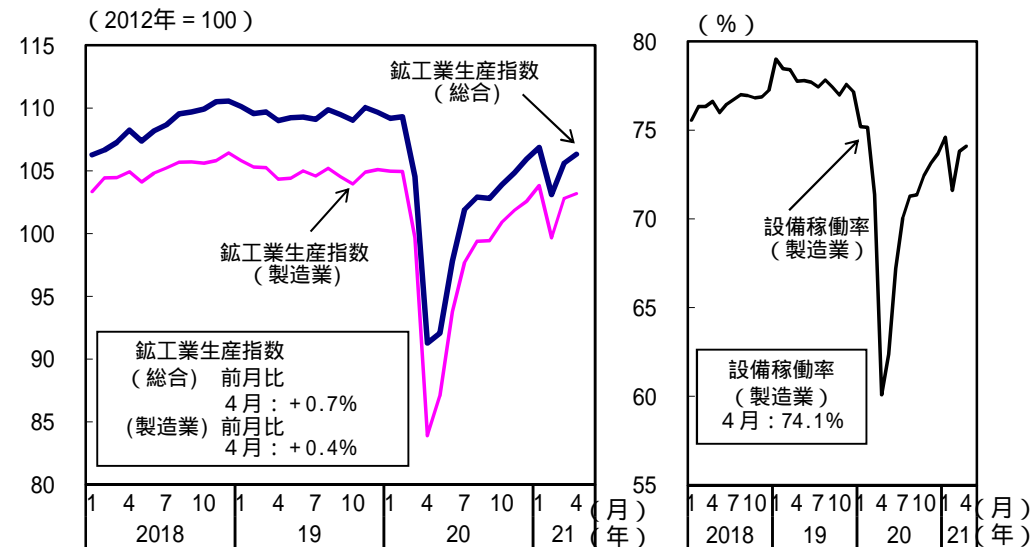 （2012年＝100）
115
110
105
100
95
90
85
80
鉱工業生産指数
（総合）
鉱工業生産指数
（製造業）
鉱工業生産指数
（総合） 前月比
４月：＋0.7%
(製造業) 前月比
４月：＋0.4%
1 4 7 10 1 4 7 10 1 4 7 10 1 4 （月）
2018 19 20 21 （年）
（％）
80
75
70
65
60
55
設備稼働率
（製造業）
設備稼働率
（製造業）
４月：74.1%
1 4 7 10 1 4 7 10 1 4 7 10 1 4 （月）
2018 19 20 21 （年）